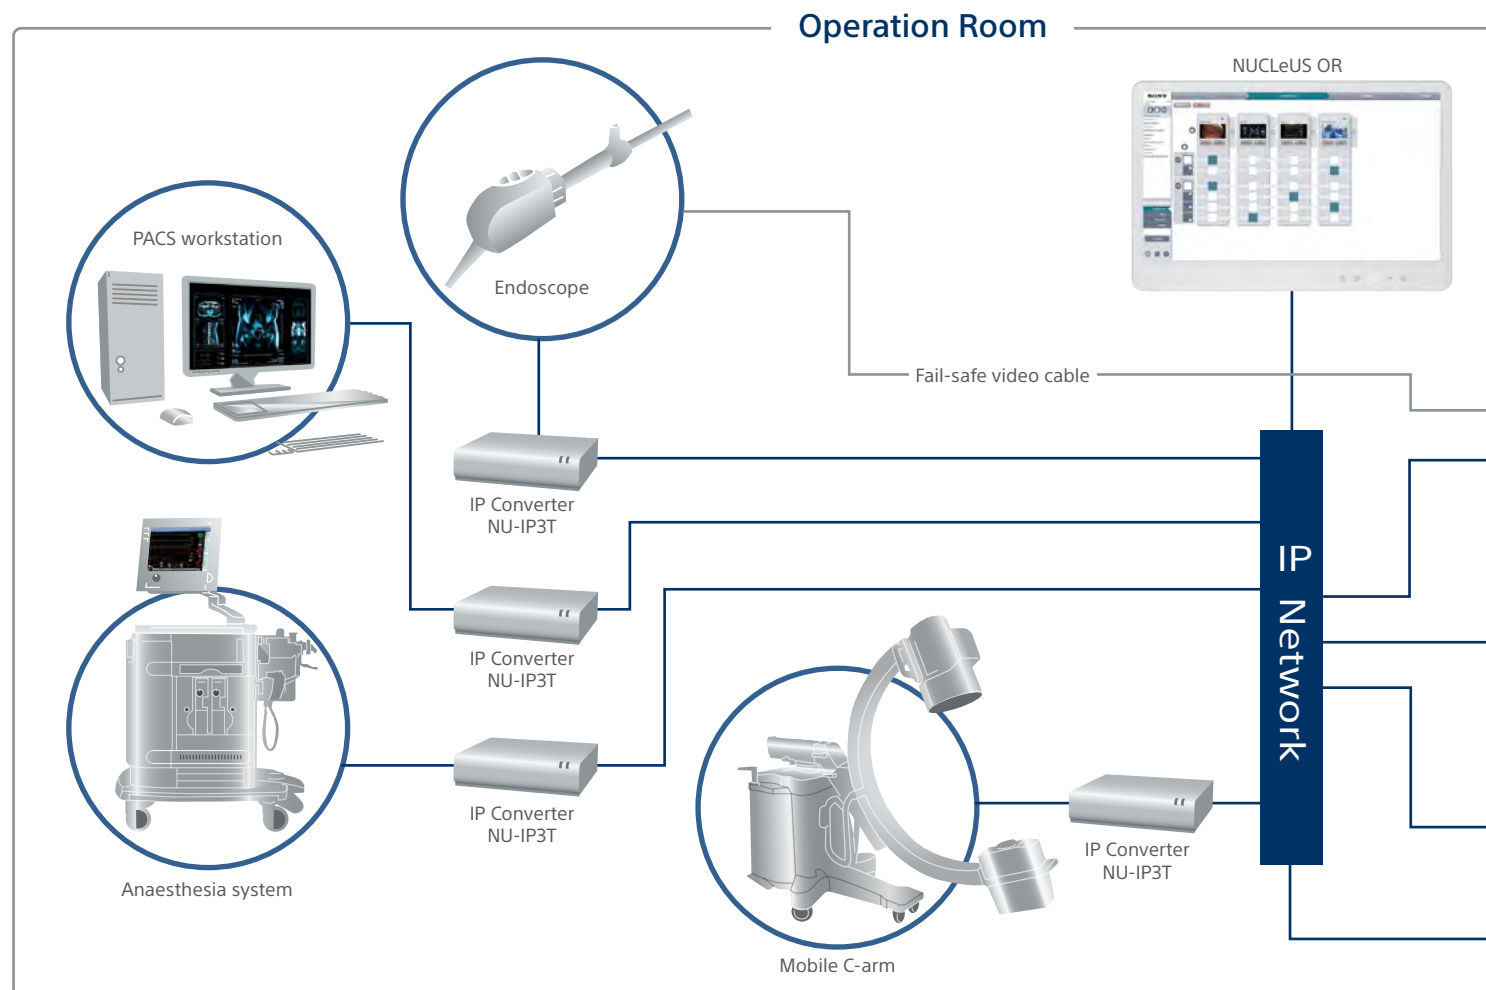 Operation Room
NUCLeUS OR
SONY
PACS workstation
Endoscope
Fail-safe video cable
IP Converter
NU-IP3T
IP Network
IP Converter
NU-IP3T
IP Converter
NU-IP3T
IP Converter
NU-IP3T
Anaesthesia system
Mobile C-arm